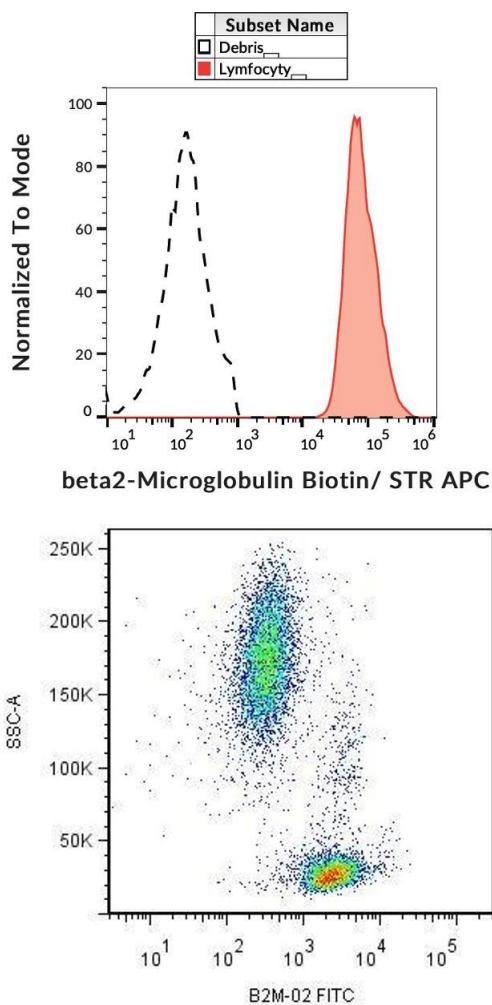 Subset Name
Debris
Lymfocyty
Normalized To Mode
100
80
60
40
20
0
10¹ 10² 10³ 10⁴ 10⁵ 10⁶
beta2-Microglobulin Biotin/ STR APC
SSC-A
250K
200K
150K
100K
50K
10¹ 10² 10³ 10⁴ 10⁵
B2M-02 FITC